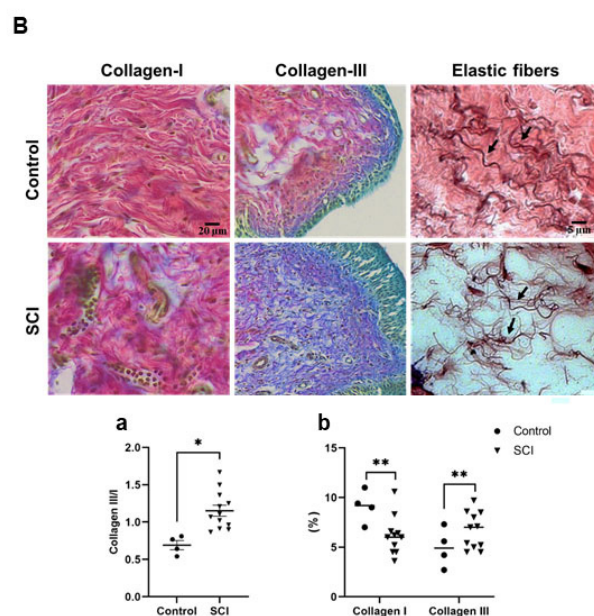 B
Collagen-I Collagen-III Elastic fibers
Control
20 µm
5 µm
SCI
a
*
Collagen III/I
2.0
1.5
1.0
0.5
0.0
Control SCI
b
Control
SCI
** **
(%)
15
10
5
0
Collagen I Collagen III